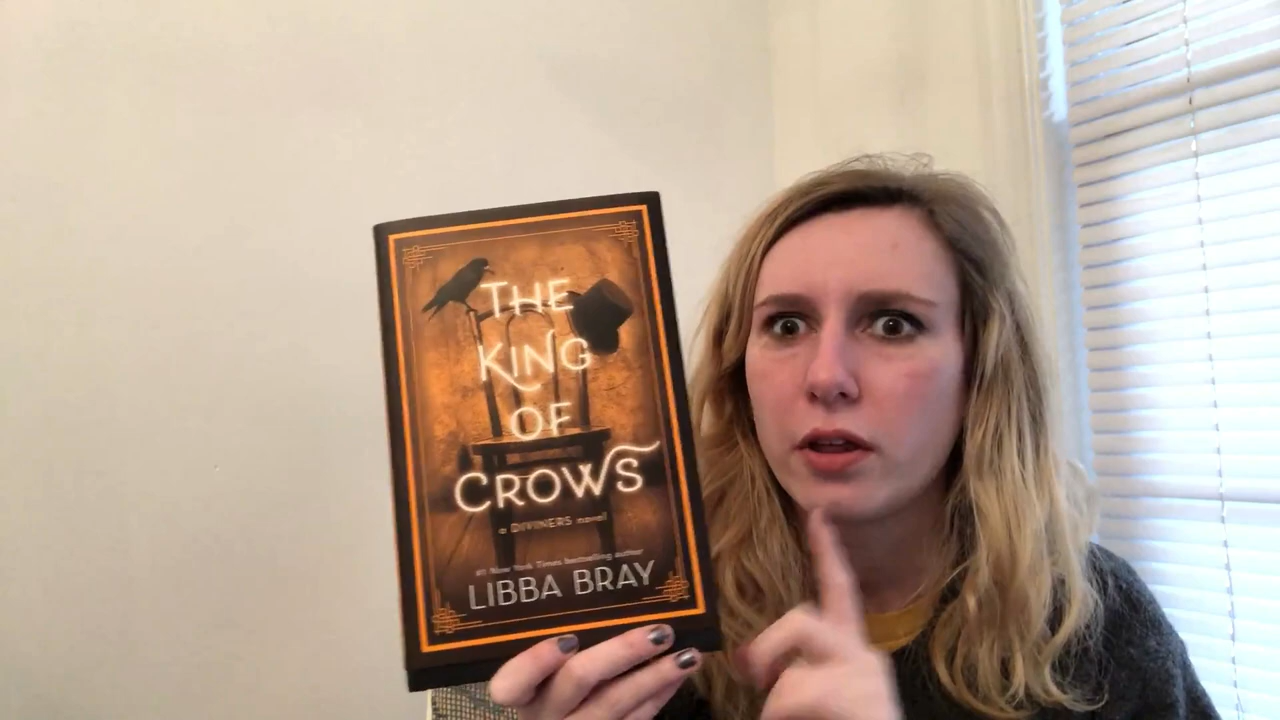 THE
KING
OF
CROWS
a DIVINERS novel
#1 New York Times bestselling author
LIBBA BRAY